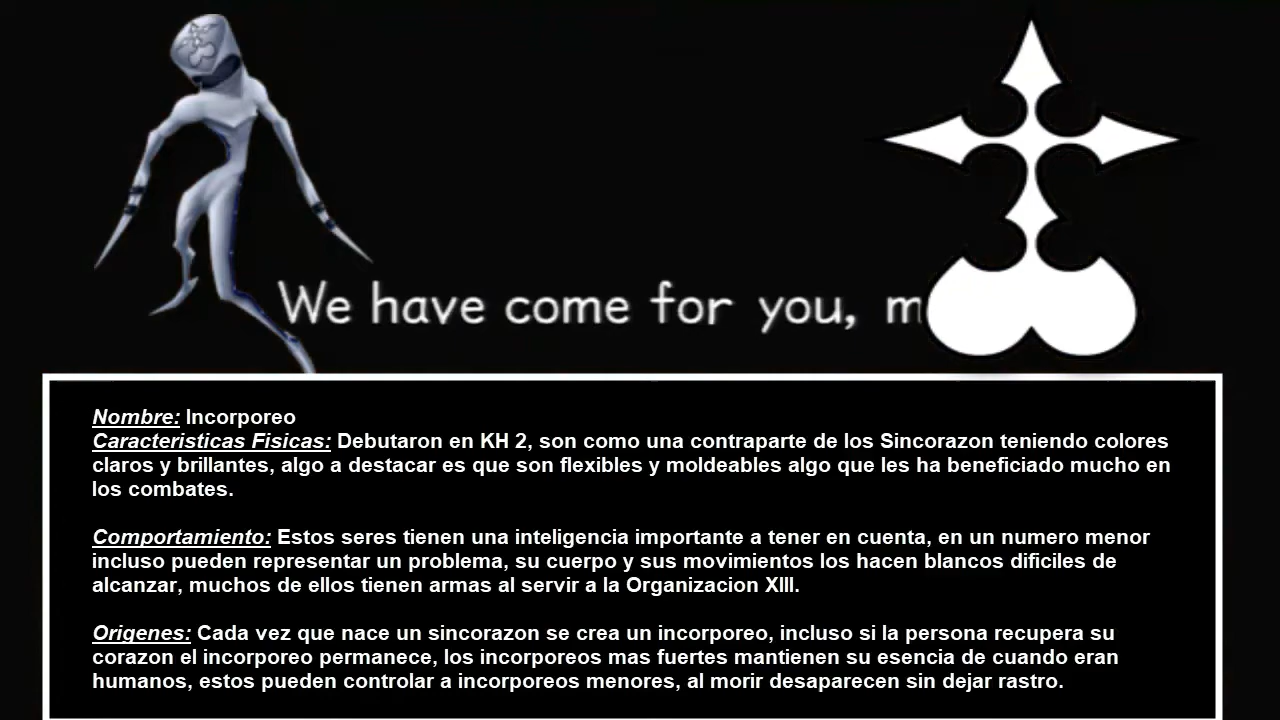 We have come for you, m
Nombre: Incorporeo
Caracteristicas Fisicas: Debutaron en KH 2, son como una contraparte de los Sincorazon teniendo colores
claros y brillantes, algo a destacar es que son flexibles y moldeables algo que les ha beneficiado mucho en
los combates.
Comportamiento: Estos seres tienen una inteligencia importante a tener en cuenta, en un numero menor
incluso pueden representar un problema, su cuerpo y sus movimientos los hacen blancos dificiles de
alcanzar, muchos de ellos tienen armas al servir a la Organizacion XIII.
Origenes: Cada vez que nace un sincorazon se crea un incorporeo, incluso si la persona recupera su
corazon el incorporeo permanece, los incorporeos mas fuertes mantienen su esencia de cuando eran
humanos, estos pueden controlar a incorporeos menores, al morir desaparecen sin dejar rastro.